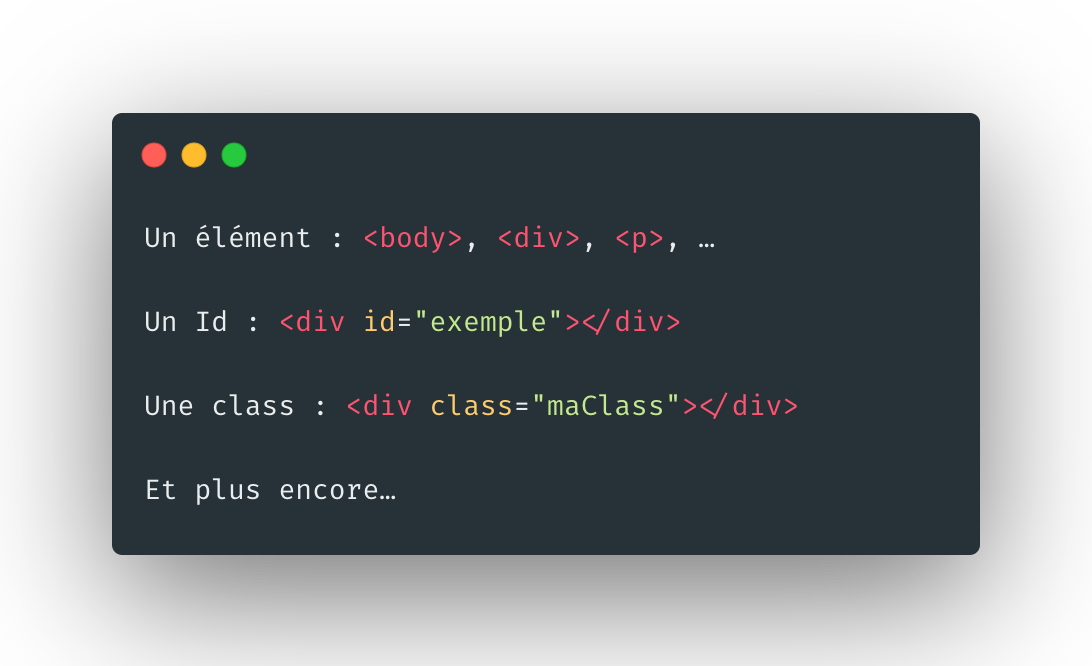 Un élément : <body>, <div>, <p>, …
Un Id : <div id="exemple"></div>
Une class : <div class="maClass"></div>
Et plus encore…